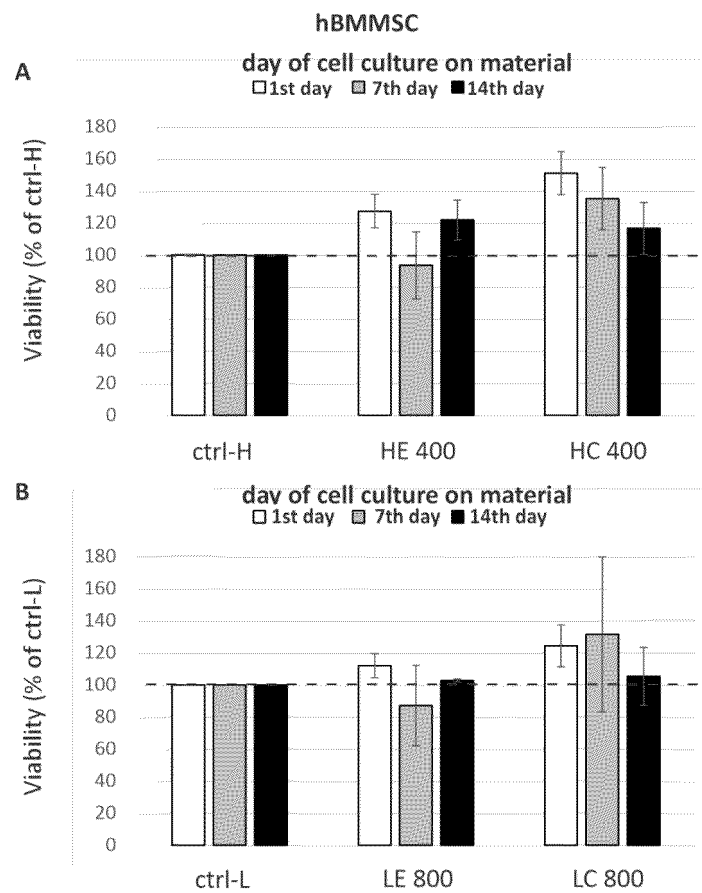 hBMMSC
A
day of cell culture on material
1st day 7th day 14th day
Viability (% of ctrl-H)
180
160
140
120
100
80
60
40
20
0
ctrl-H HE 400 HC 400
B
day of cell culture on material
1st day 7th day 14th day
Viability (% of ctrl-L)
180
160
140
120
100
80
60
40
20
0
ctrl-L LE 800 LC 800